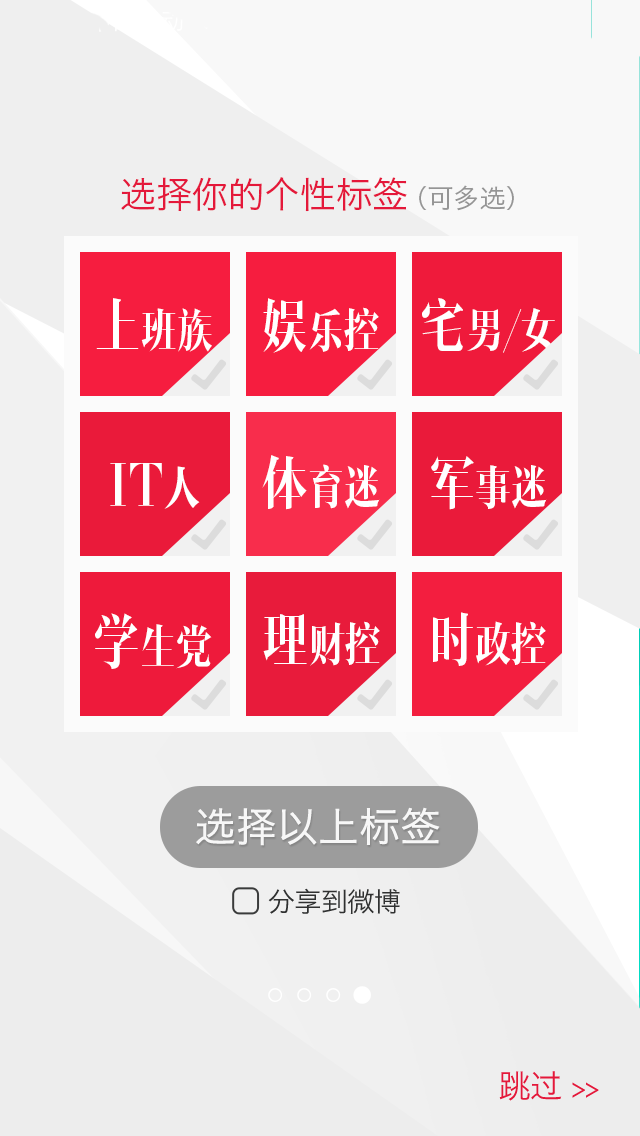 选择你的个性标签(可多选)
上班族 娱乐控 宅男/女
IT人 体育迷 军事迷
学生党 理财控 时政控
选择以上标签
分享到微博
跳过 >>